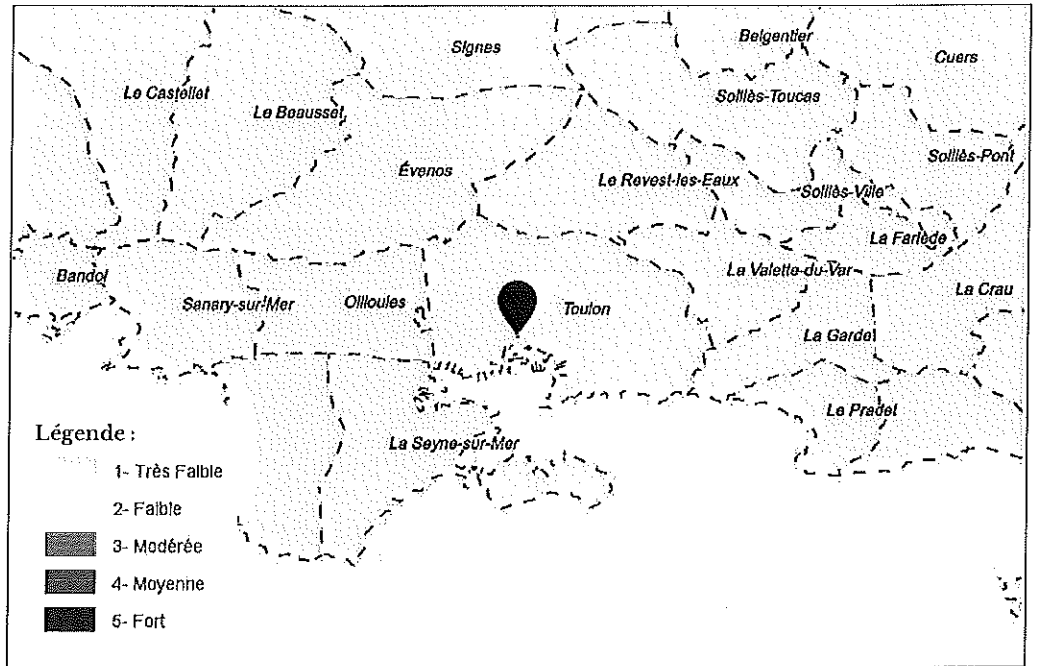 Signes
Belgentier
Cuers
Le Castellet
Le Beausset
Solliès-Toucas
Évenos
Le Revest-les-Eaux
Solliès-Pont
Solliès-Ville
La Farlède
Bandol
Sanary-sur-Mer
Ollioules
Toulon
La Valette-du-Var
La Crau
La Garde
Le Pradet
La Seyne-sur-Mer
Légende :
1- Très Faible
2- Faible
3- Modérée
4- Moyenne
5- Fort